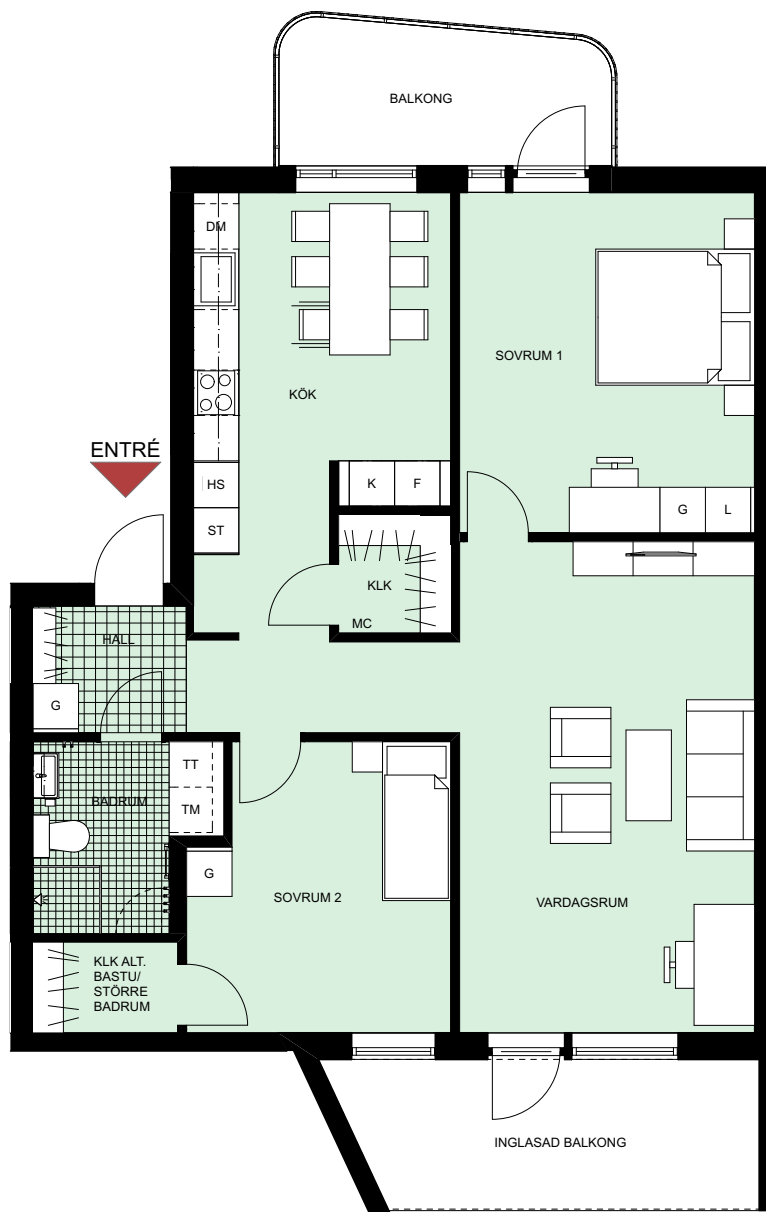 BALKONG
DM
SOVRUM 1
KÖK
ENTRÉ
HS
K
F
G
L
ST
KLK
MC
HALL
G
TT
BADRUM
TM
G
SOVRUM 2
VARDAGSRUM
KLK ALT.
BASTU/
STÖRRE
BADRUM
INGLASAD BALKONG